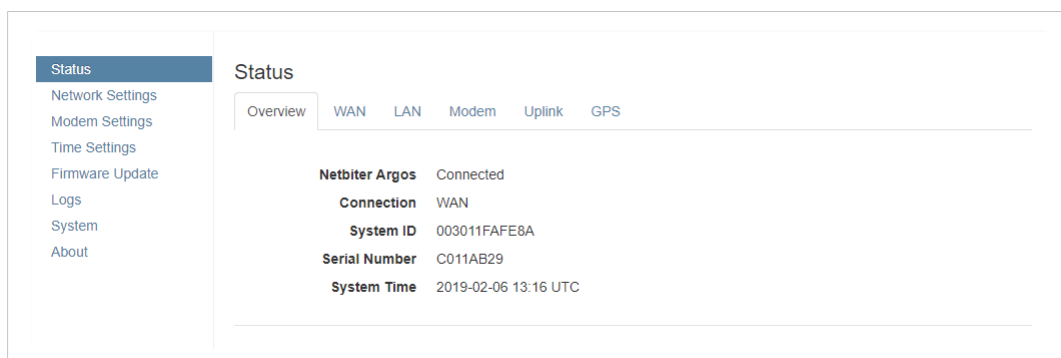 Status
Network Settings
Modem Settings
Time Settings
Firmware Update
Logs
System
About
Status
Overview WAN LAN Modem Uplink GPS
Netbiter Argos Connected
Connection WAN
System ID 003011FAFE8A
Serial Number C011AB29
System Time 2019-02-06 13:16 UTC